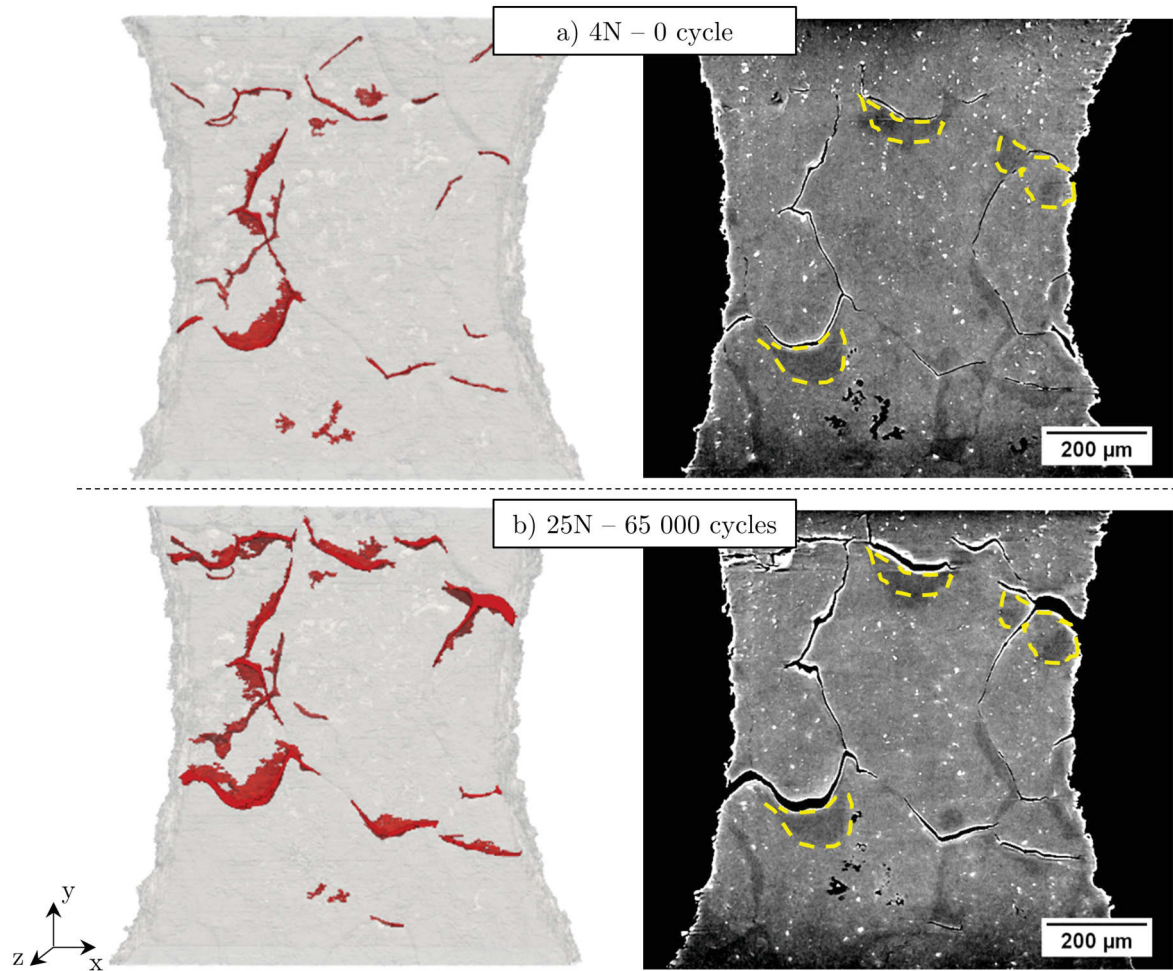 a) 4N – 0 cycle
200 µm
b) 25N – 65 000 cycles
200 µm
y
z
x